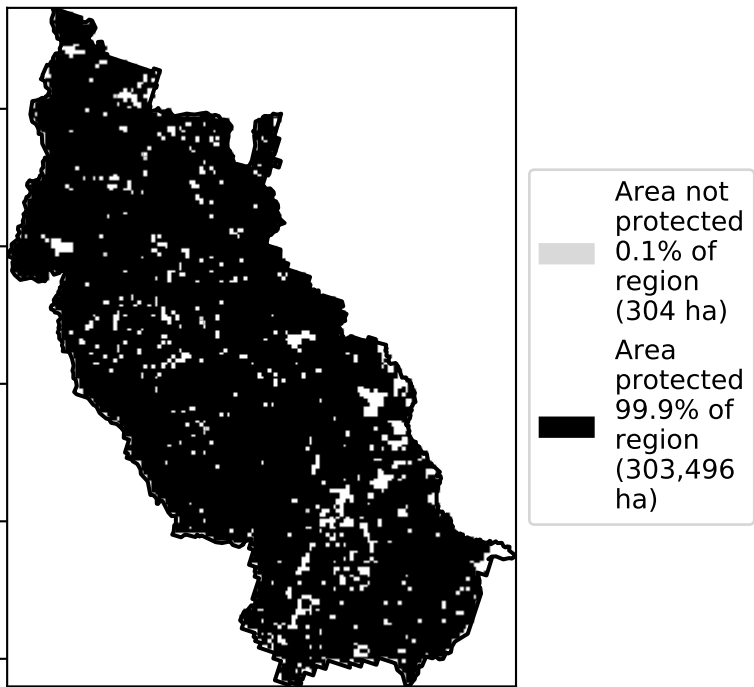 Area not
protected
0.1% of
region
(304 ha)
Area
protected
99.9% of
region
(303,496
ha)